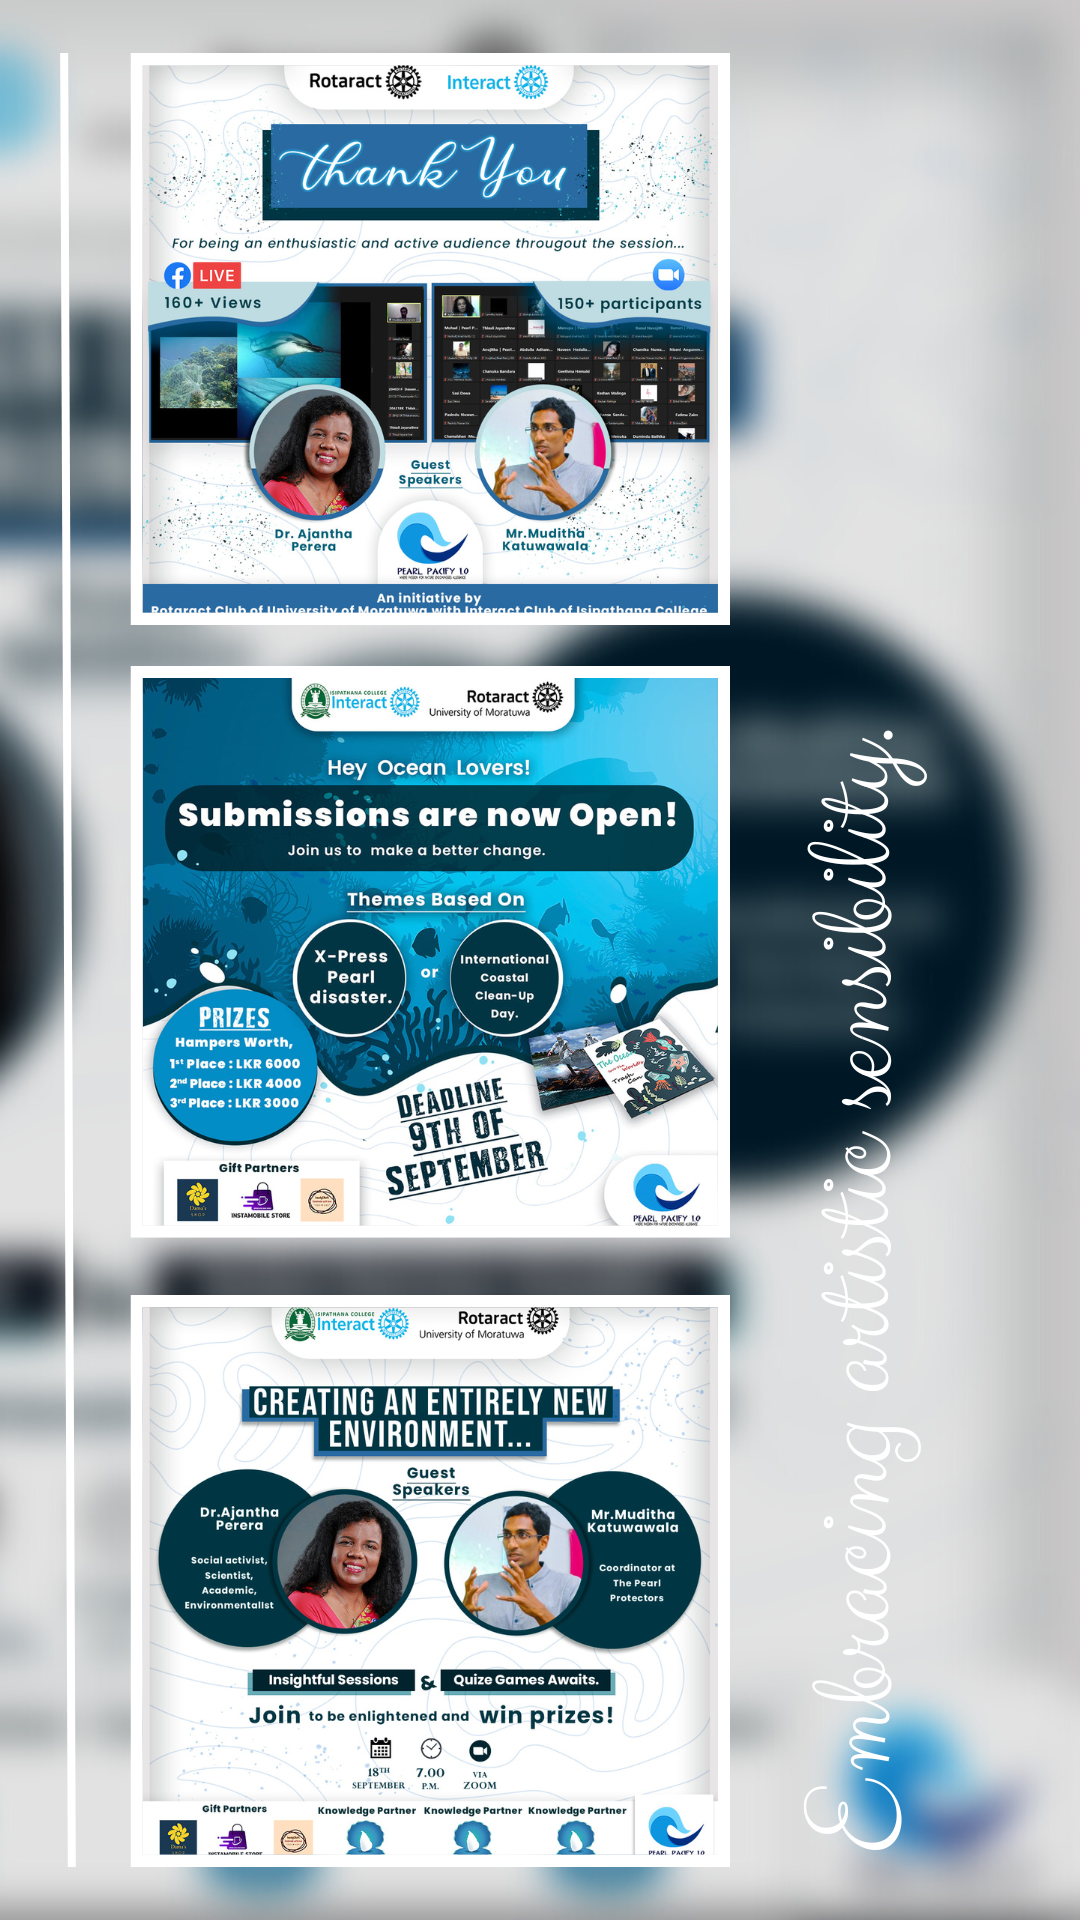 Rotaract
Interact
thank You
For being an enthusiastic and active audience througout the session...
LIVE
160+ Views
150+ participants
Guest
Speakers
Dr. Ajantha
Perera
Mr.Muditha
Katuwawala
PEARL PACIFY 1.0
An initiative by
Rotaract Club of University of Moratuwa with Interact Club of Isipathana College
ISIPATHANA COLLEGE
Interact
Rotaract
University of Moratuwa
Hey Ocean Lovers!
Submissions are now Open!
Join us to make a better change.
Themes Based On
X-Press
Pearl
disaster.
or
International
Coastal
Clean-Up
Day.
PRIZES
Hampers Worth,
1st Place : LKR 6000
2nd Place : LKR 4000
3rd Place : LKR 3000
DEADLINE
9TH OF
SEPTEMBER
Gift Partners
INSTAMOBILE STORE
PEARL PACIFY 1.0
ISIPATHANA COLLEGE
Interact
Rotaract
University of Moratuwa
CREATING AN ENTIRELY NEW
ENVIRONMENT...
Guest
Speakers
Dr.Ajantha
Perera
Social activist,
Scientist,
Academic,
Environmentalist
Mr.Muditha
Katuwawala
Coordinator at
The Pearl
Protectors
Insightful Sessions & Quize Games Awaits.
Join to be enlightened and win prizes!
18TH
SEPTEMBER
7.00
P.M.
VIA
ZOOM
Gift Partners
Knowledge Partner
Knowledge Partner
Knowledge Partner
PEARL PACIFY 1.0
Embracing artistic sensibility.